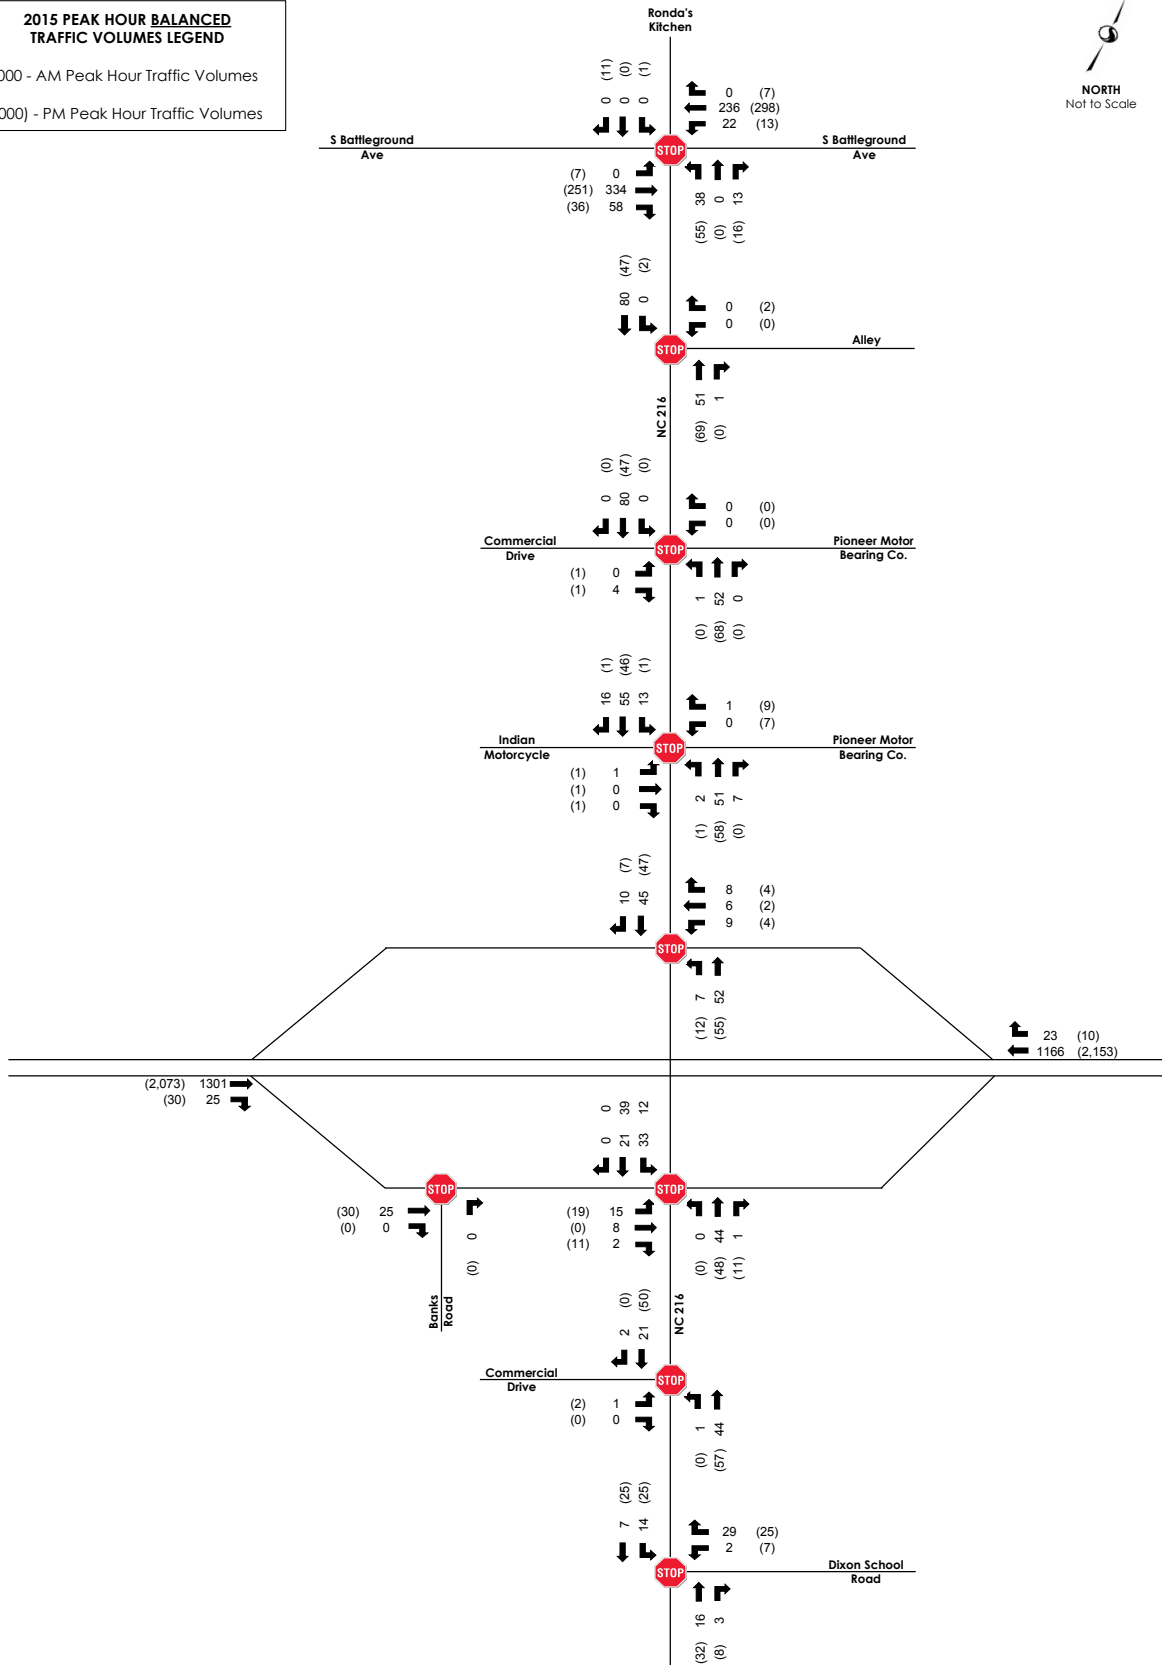 2015 PEAK HOUR BALANCED
TRAFFIC VOLUMES LEGEND
000 - AM Peak Hour Traffic Volumes
000) - PM Peak Hour Traffic Volumes
Ronda's
Kitchen
NORTH
Not to Scale
(11) (0) (1)
0 0 0
0 (7)
236 (298)
22 (13)
S Battleground
Ave
STOP
S Battleground
Ave
(7) 0
(251) 334
(36) 58
38 0 13
(55) (0) (16)
(47) (2)
80 0
0 (2)
0 (0)
STOP
Alley
51 1
(69) (0)
NC 216
(0) (47) (0)
0 80 0
0 (0)
0 (0)
Commercial
Drive
STOP
Pioneer Motor
Bearing Co.
(1) 0
(1) 4
1 52 0
(0) (68) (0)
(1) (46) (1)
16 55 13
1 (9)
0 (7)
Indian
Motorcycle
STOP
Pioneer Motor
Bearing Co.
(1) 1
(1) 0
(1) 0
2 51 7
(1) (58) (0)
(7) (47)
10 45
8 (4)
6 (2)
9 (4)
STOP
7 52
(12) (55)
23 (10)
1166 (2,153)
(2,073) 1301
(30) 25
0 39 12
0 21 33
STOP
STOP
(30) 25
(0) 0
0
(0)
Banks
Road
(19) 15
(0) 8
(11) 2
0 44 1
(0) (48) (11)
NC 216
(0) (50)
2 21
Commercial
Drive
STOP
(2) 1
(0) 0
1 44
(0) (57)
(25) (25)
7 14
29 (25)
2 (7)
STOP
Dixon School
Road
16 3
(32) (8)